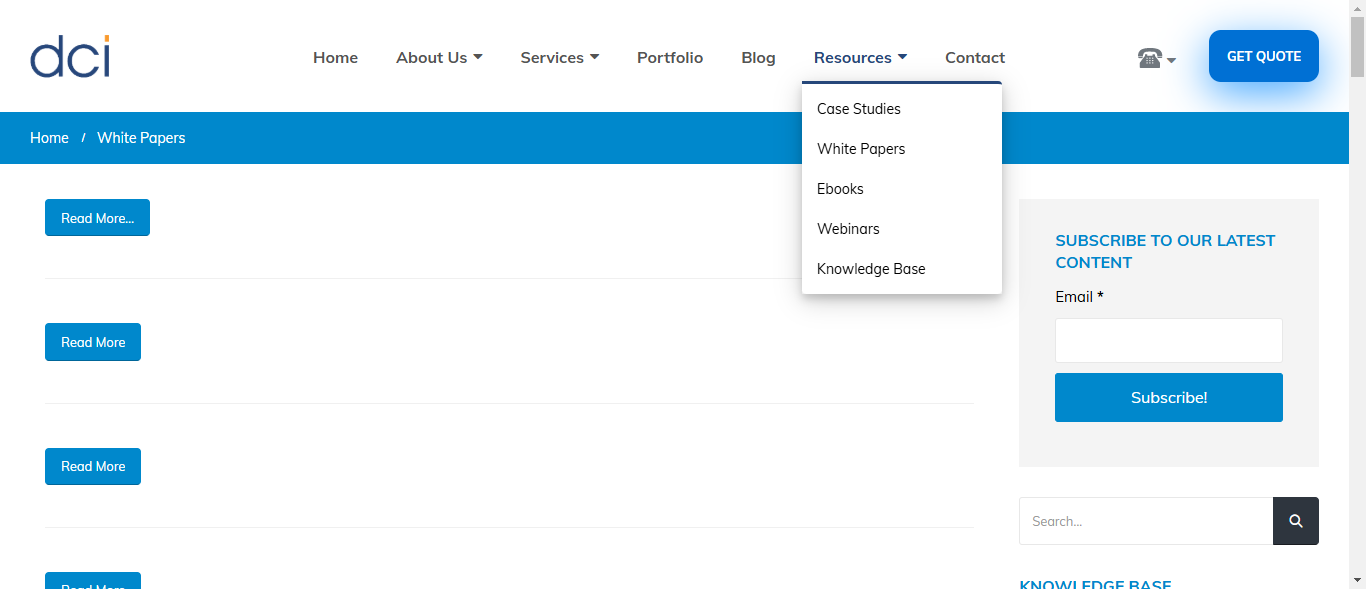 dci
Home
About Us
Services
Portfolio
Blog
Resources
Contact
GET QUOTE
Case Studies
White Papers
Ebooks
Webinars
Knowledge Base
Home / White Papers
Read More...
Read More
Read More
Read More
SUBSCRIBE TO OUR LATEST
CONTENT
Email *
Subscribe!
Search...
KNOWLEDGE BASE